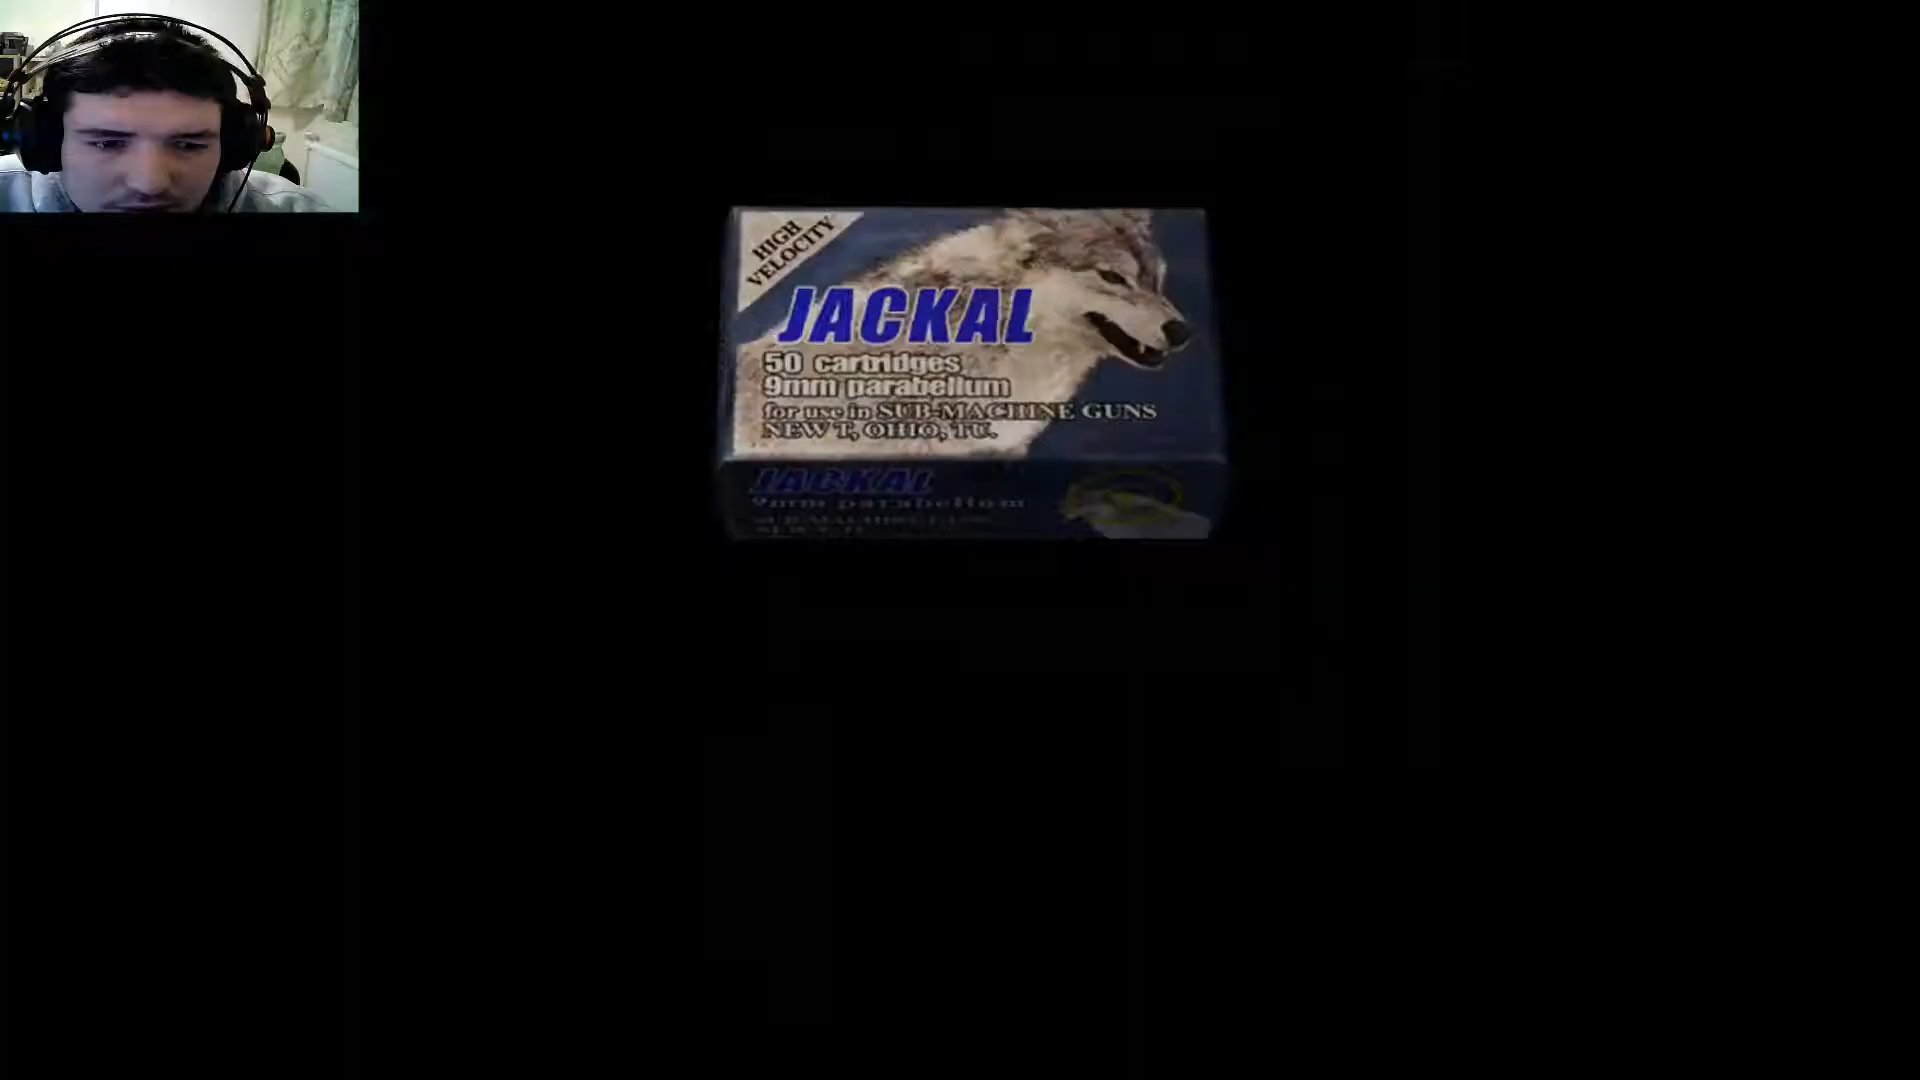 HIGH
VELOCITY
JACKAL
50 cartridges
9mm parabellum
for use in SUB-MACHINE GUNS
NEW T, OHIO, TU.
JACKAL
9mm parabellum